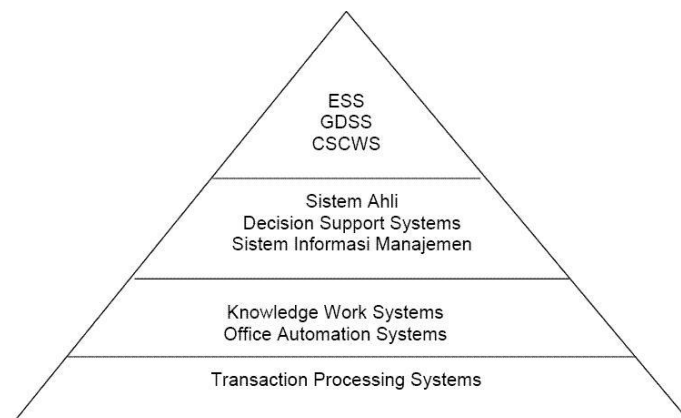 ESS
GDSS
CSCWS
Sistem Ahli
Decision Support Systems
Sistem Informasi Manajemen
Knowledge Work Systems
Office Automation Systems
Transaction Processing Systems